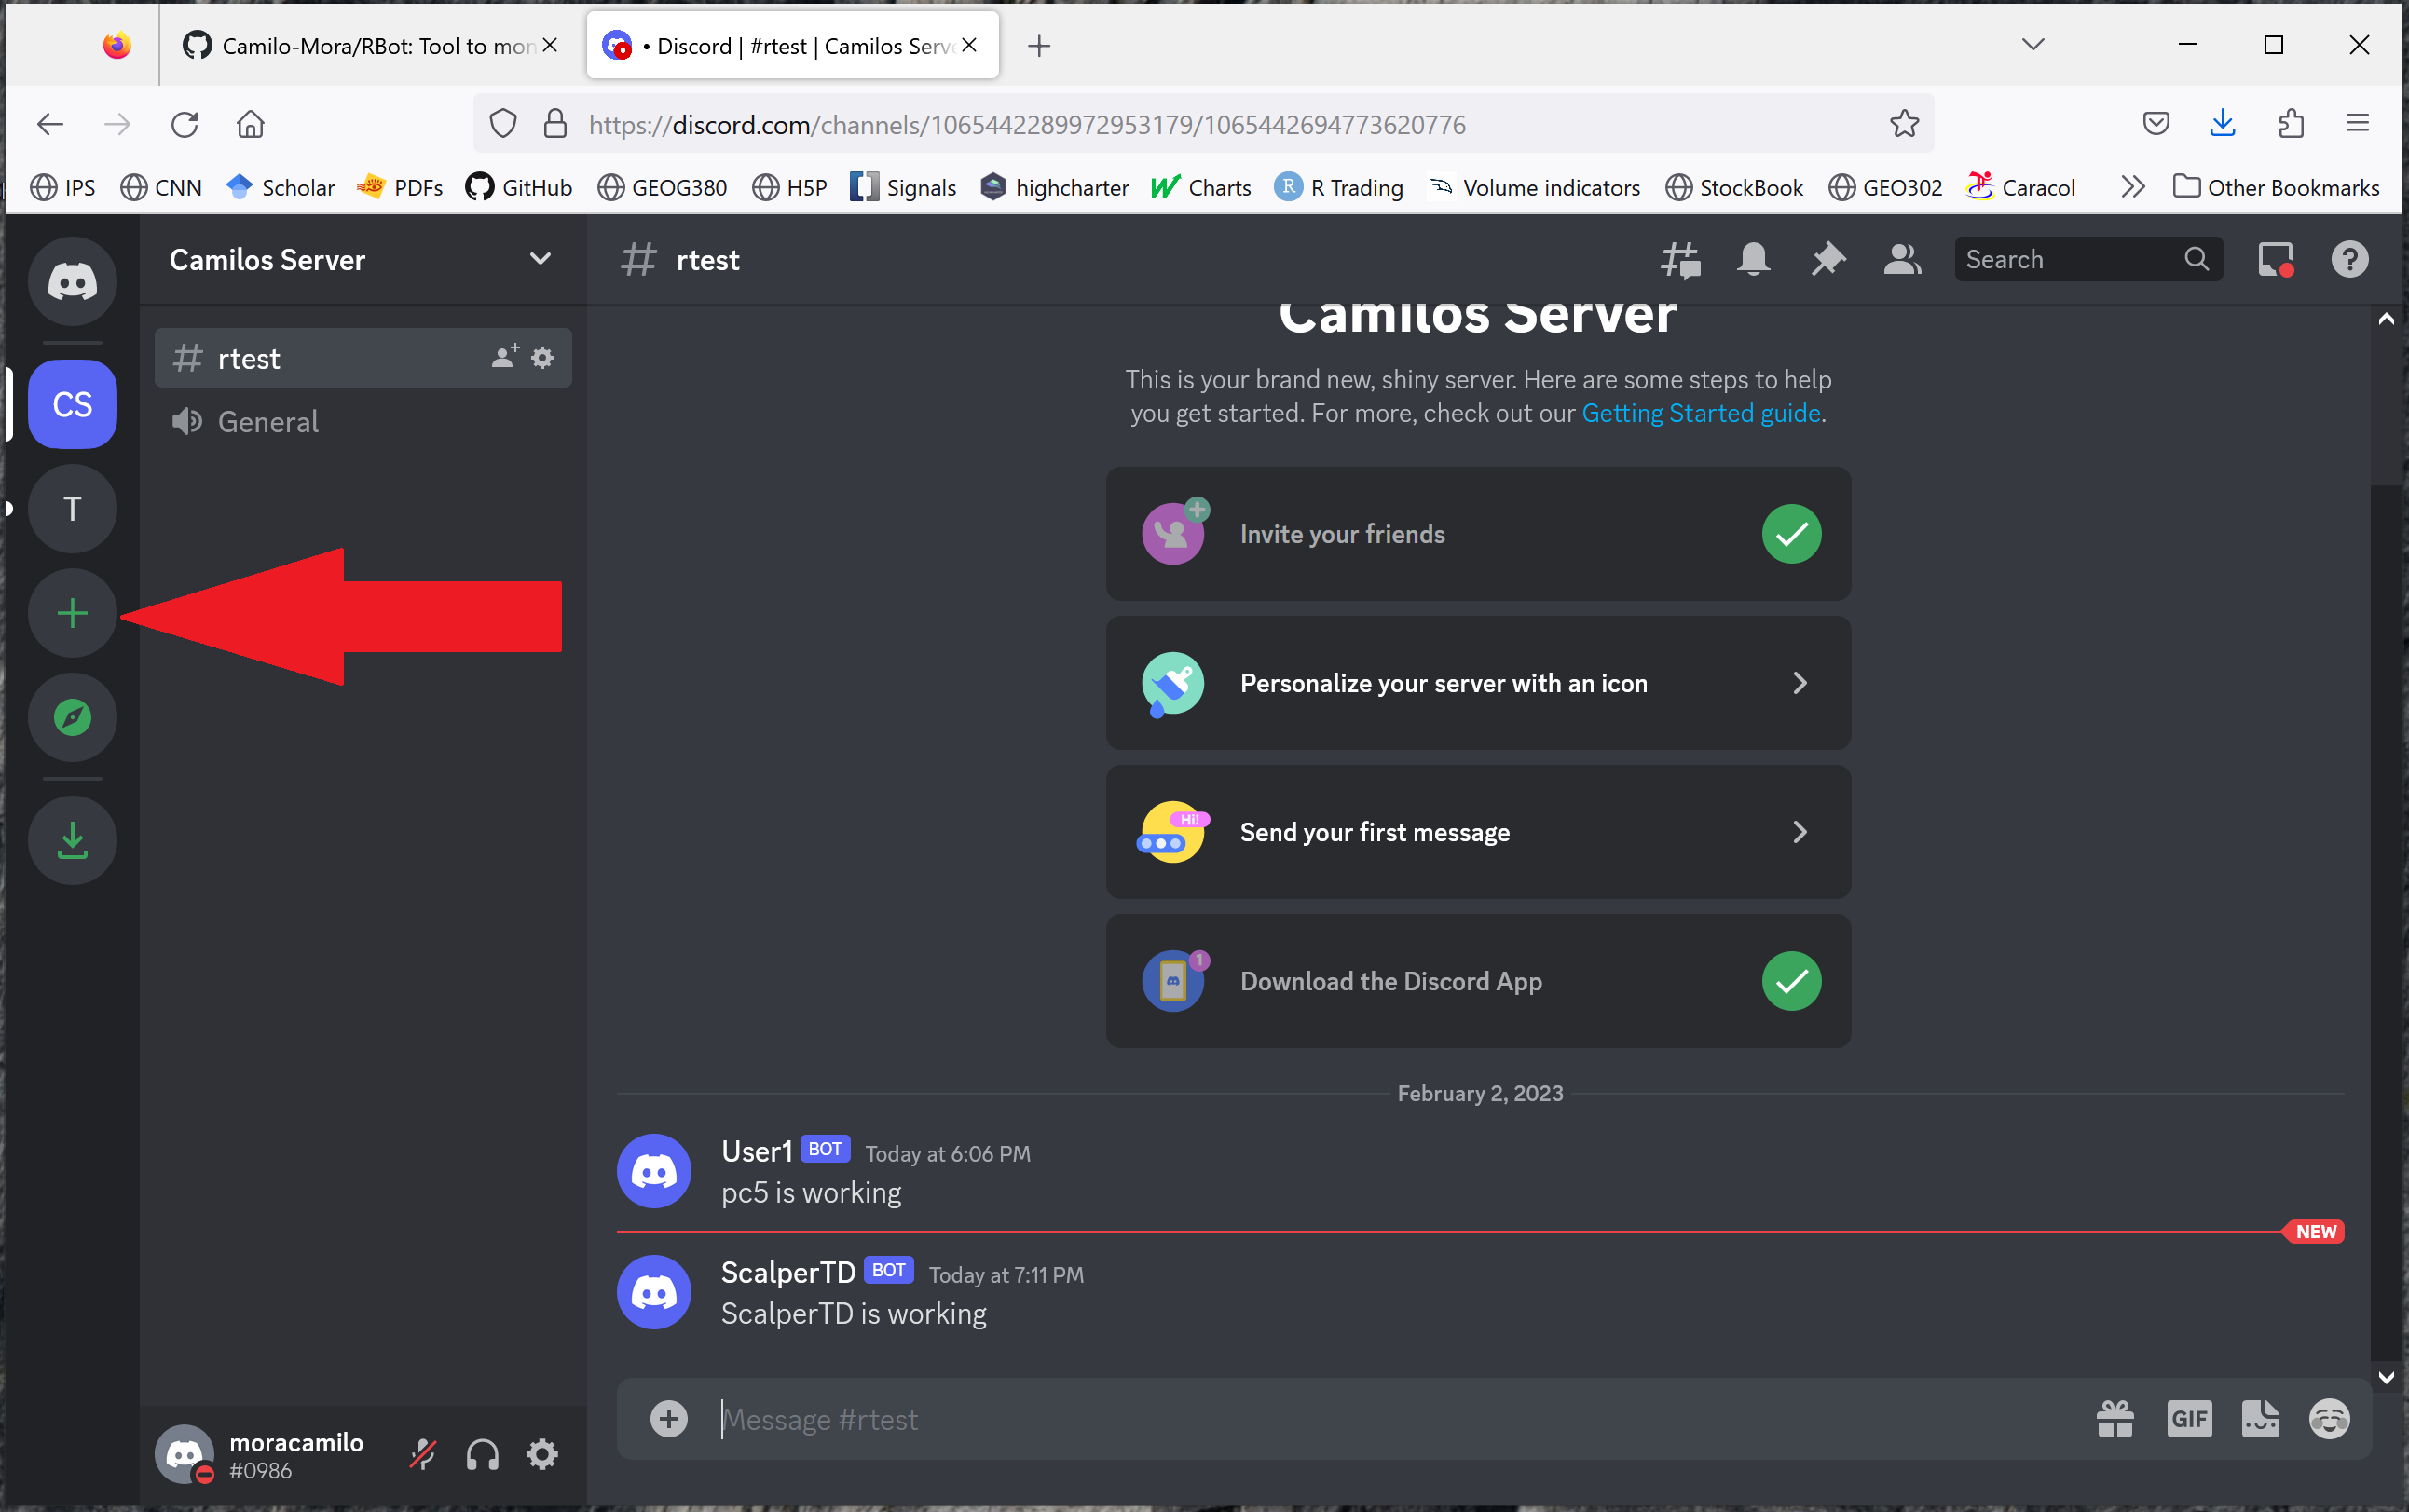 Camilo-Mora/RBot: Tool to mon
• Discord | #rtest | Camilos Serve
https://discord.com/channels/1065442289972953179/1065442694773620776
IPS CNN Scholar PDFs GitHub GEOG380 H5P Signals highcharter Charts R Trading Volume indicators StockBook GEO302 Caracol Other Bookmarks
Camilos Server
rtest
Search
CS
rtest
General
T
Camilos Server
This is your brand new, shiny server. Here are some steps to help
you get started. For more, check out our Getting Started guide.
Invite your friends
Personalize your server with an icon
Hi!
Send your first message
1
Download the Discord App
February 2, 2023
User1 BOT Today at 6:06 PM
pc5 is working
NEW
ScalperTD BOT Today at 7:11 PM
ScalperTD is working
Message #rtest
GIF
moracamilo
#0986